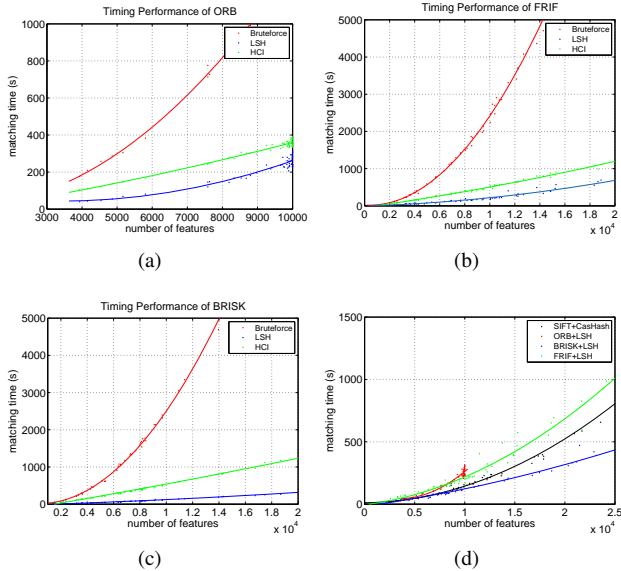 Timing Performance of ORB
matching time (s)
1000
800
600
400
200
0
3000 4000 5000 6000 7000 8000 9000 10000
number of features
Bruteforce
LSH
HCI
(a)
Timing Performance of FRIF
matching time (s)
5000
4000
3000
2000
1000
0
0 0.2 0.4 0.6 0.8 1 1.2 1.4 1.6 1.8 2
number of features
x 10⁴
Bruteforce
LSH
HCI
(b)
Timing Performance of BRISK
matching time (s)
5000
4000
3000
2000
1000
0
0.2 0.4 0.6 0.8 1 1.2 1.4 1.6 1.8 2
number of features
x 10⁴
Bruteforce
LSH
HCI
(c)
matching time (s)
1500
1000
500
0
0 0.5 1 1.5 2 2.5
number of features
x 10⁴
SIFT+CasHash
ORB+LSH
BRISK+LSH
FRIF+LSH
(d)